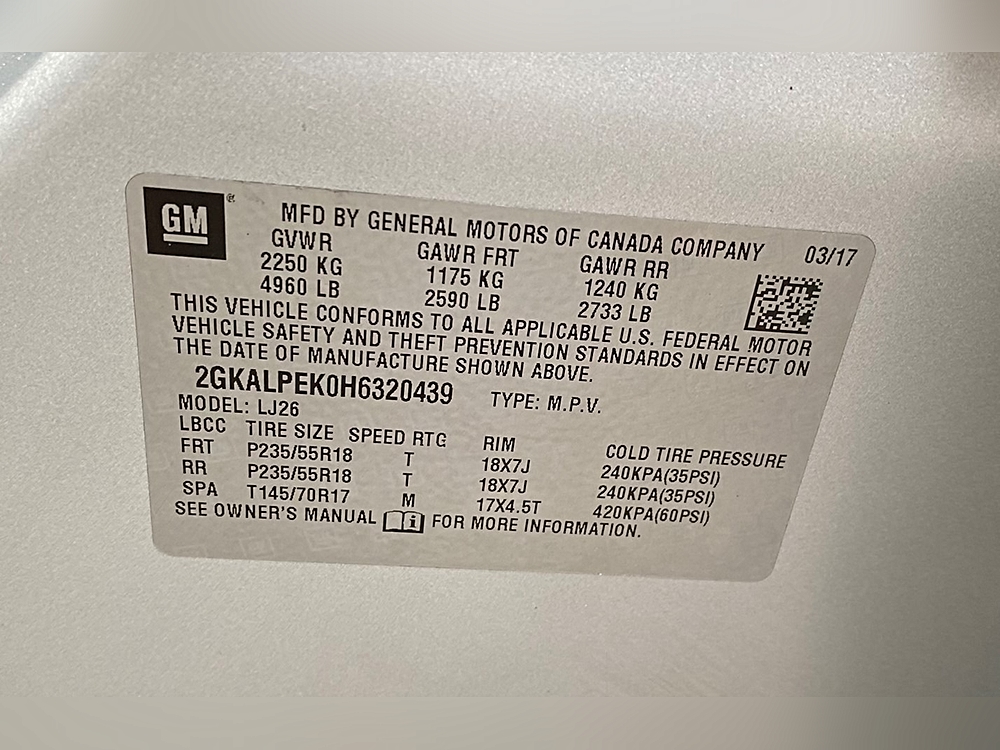 GM ®
MFD BY GENERAL MOTORS OF CANADA COMPANY 03/17
GVWR GAWR FRT GAWR RR
2250 KG 1175 KG 1240 KG
4960 LB 2590 LB 2733 LB
THIS VEHICLE CONFORMS TO ALL APPLICABLE U.S. FEDERAL MOTOR
VEHICLE SAFETY AND THEFT PREVENTION STANDARDS IN EFFECT ON
THE DATE OF MANUFACTURE SHOWN ABOVE.
2GKALPEK0H6320439 TYPE: M.P.V.
MODEL: LJ26
LBCC TIRE SIZE SPEED RTG RIM COLD TIRE PRESSURE
FRT P235/55R18 T 18X7J 240KPA(35PSI)
RR P235/55R18 T 18X7J 240KPA(35PSI)
SPA T145/70R17 M 17X4.5T 420KPA(60PSI)
SEE OWNER'S MANUAL i FOR MORE INFORMATION.